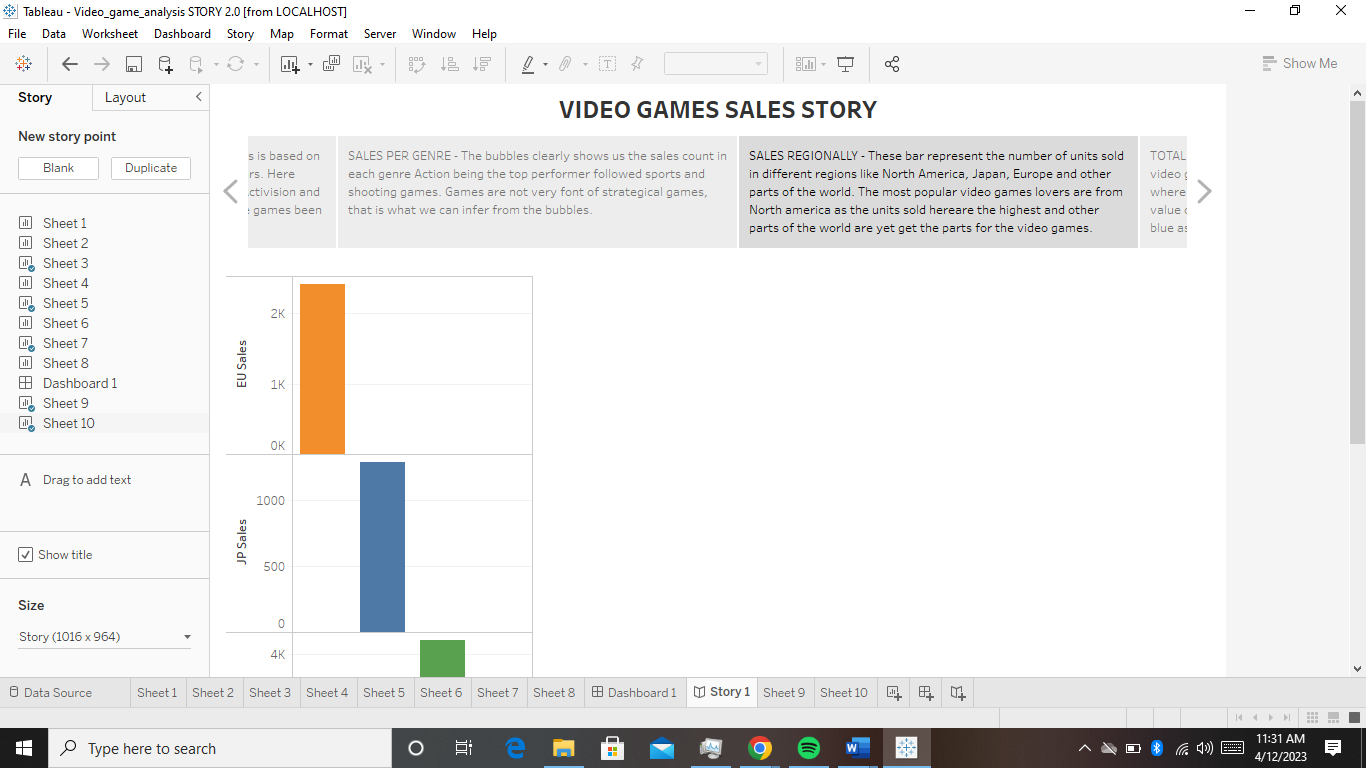 Tableau - Video_game_analysis STORY 2.0 [from LOCALHOST]
File Data Worksheet Dashboard Story Map Format Server Window Help
Show Me
Story Layout
New story point
Blank Duplicate
Sheet 1
Sheet 2
Sheet 3
Sheet 4
Sheet 5
Sheet 6
Sheet 7
Sheet 8
Dashboard 1
Sheet 9
Sheet 10
A Drag to add text
Show title
Size
Story (1016 x 964)
VIDEO GAMES SALES STORY
s is based on
rs. Here
ctivision and
games been
SALES PER GENRE - The bubbles clearly shows us the sales count in
each genre Action being the top performer followed sports and
shooting games. Games are not very font of strategical games,
that is what we can infer from the bubbles.
SALES REGIONALLY - These bar represent the number of units sold
in different regions like North America, Japan, Europe and other
parts of the world. The most popular video games lovers are from
North america as the units sold hereare the highest and other
parts of the world are yet get the parts for the video games.
TOTAL
video
where
value
blue as
EU Sales
2K
1K
0K
JP Sales
1000
500
0
4K
Data Source Sheet 1 Sheet 2 Sheet 3 Sheet 4 Sheet 5 Sheet 6 Sheet 7 Sheet 8 Dashboard 1 Story 1 Sheet 9 Sheet 10
Type here to search
11:31 AM
4/12/2023